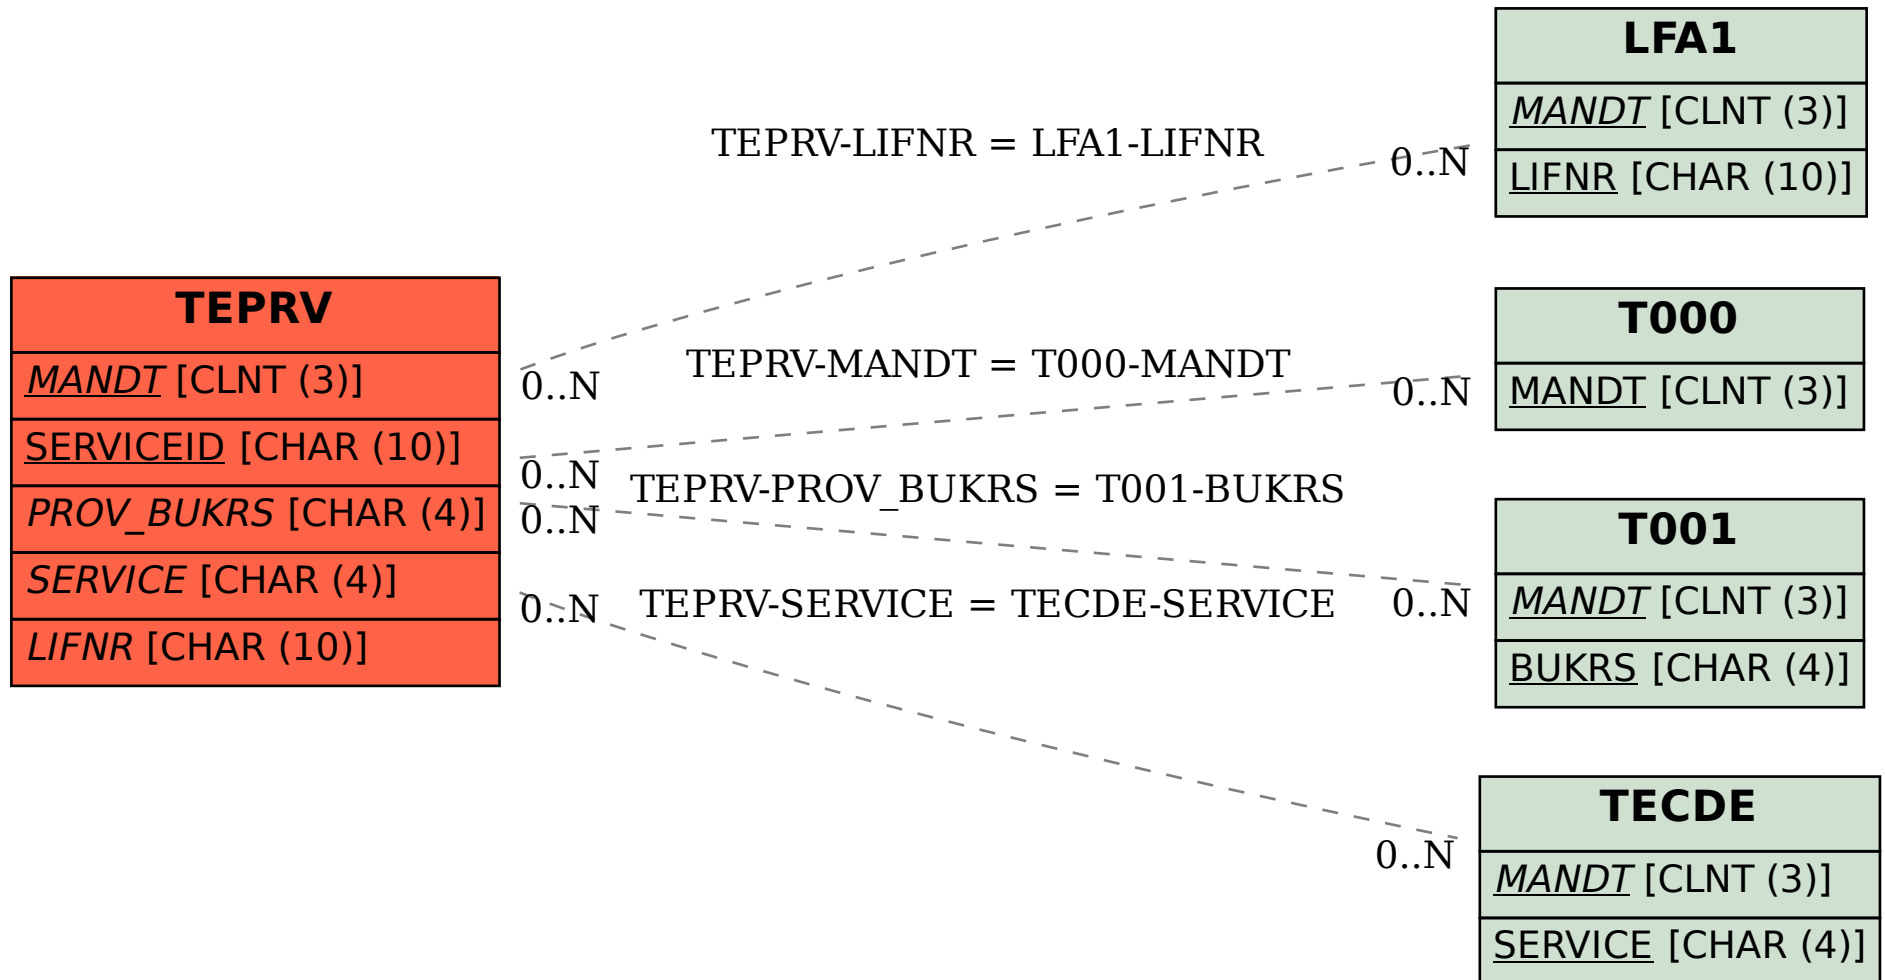 LFA1
MANDT [CLNT (3)]
LIFNR [CHAR (10)]
TEPRV-LIFNR = LFA1-LIFNR
0..N
TEPRV
MANDT [CLNT (3)]
SERVICEID [CHAR (10)]
PROV_BUKRS [CHAR (4)]
SERVICE [CHAR (4)]
LIFNR [CHAR (10)]
0..N
TEPRV-MANDT = T000-MANDT
0..N
T000
MANDT [CLNT (3)]
0..N
TEPRV-PROV_BUKRS = T001-BUKRS
0..N
T001
MANDT [CLNT (3)]
BUKRS [CHAR (4)]
0..N
TEPRV-SERVICE = TECDE-SERVICE
0..N
0..N
TECDE
MANDT [CLNT (3)]
SERVICE [CHAR (4)]